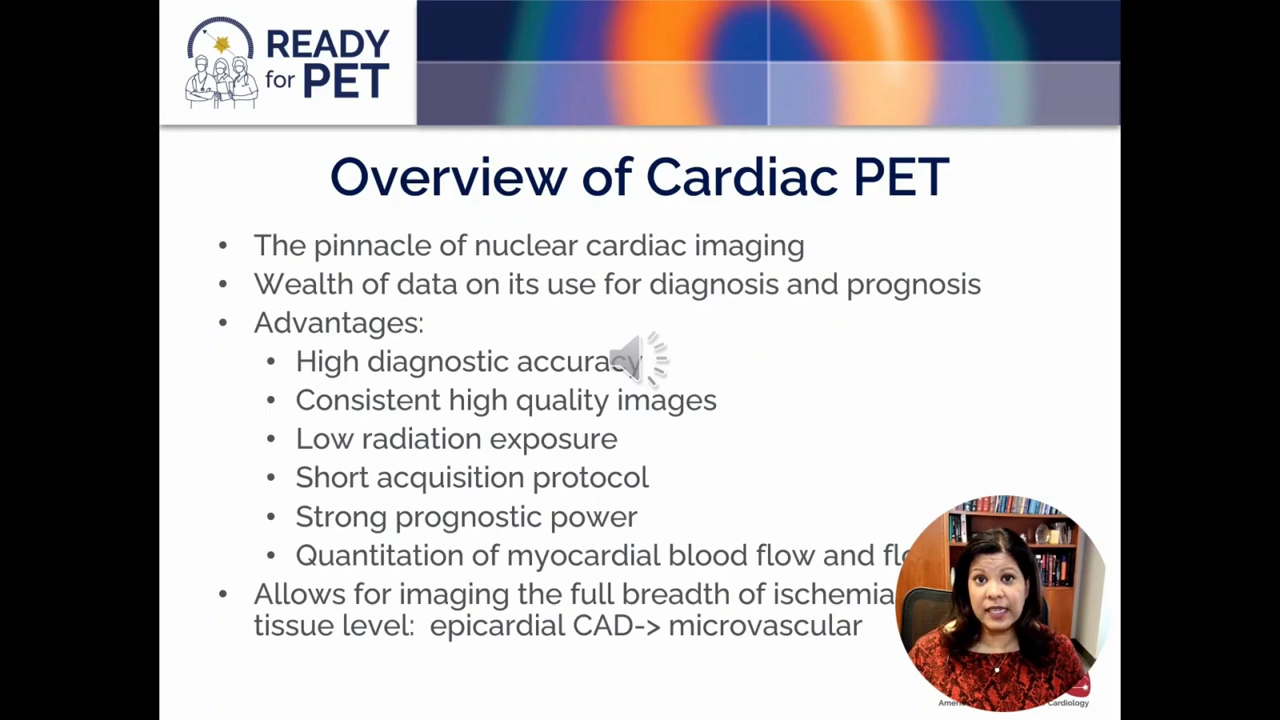 READY
for PET
Overview of Cardiac PET
• The pinnacle of nuclear cardiac imaging
• Wealth of data on its use for diagnosis and prognosis
• Advantages:
• High diagnostic accuracy
• Consistent high quality images
• Low radiation exposure
• Short acquisition protocol
• Strong prognostic power
• Quantitation of myocardial blood flow and
• Allows for imaging the full breadth of ischemia
tissue level: epicardial CAD-> microvascular
Cardiology